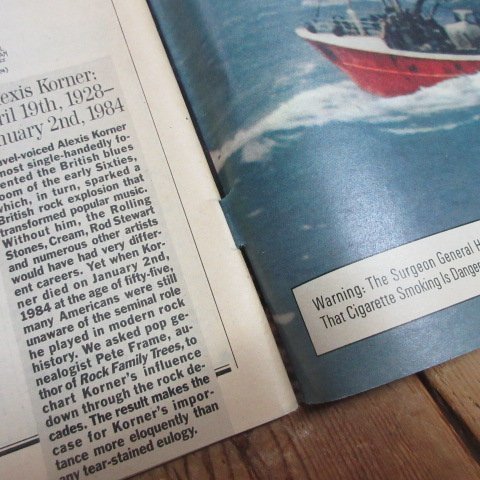 lexis Korner:
ril 19th, 1928–
nuary 2nd, 1984
avel-voiced Alexis Korner
most single-handedly fo-
ented the British blues
oom of the early Sixties,
which, in turn, sparked a
British rock explosion that
transformed popular music.
Without him, the Rolling
Stones, Cream, Rod Stewart
and numerous other artists
would have had very differ-
ent careers. Yet when Kor-
ner died on January 2nd,
1984 at the age of fifty-five,
many Americans were still
unaware of the seminal role
he played in modern rock
history. We asked pop ge-
nealogist Pete Frame, au-
thor of Rock Family Trees, to
chart Korner's influence
down through the rock de-
cades. The result makes the
case for Korner's impor-
tance more eloquently than
any tear-stained eulogy.
Warning: The Surgeon General H
That Cigarette Smoking Is Danger